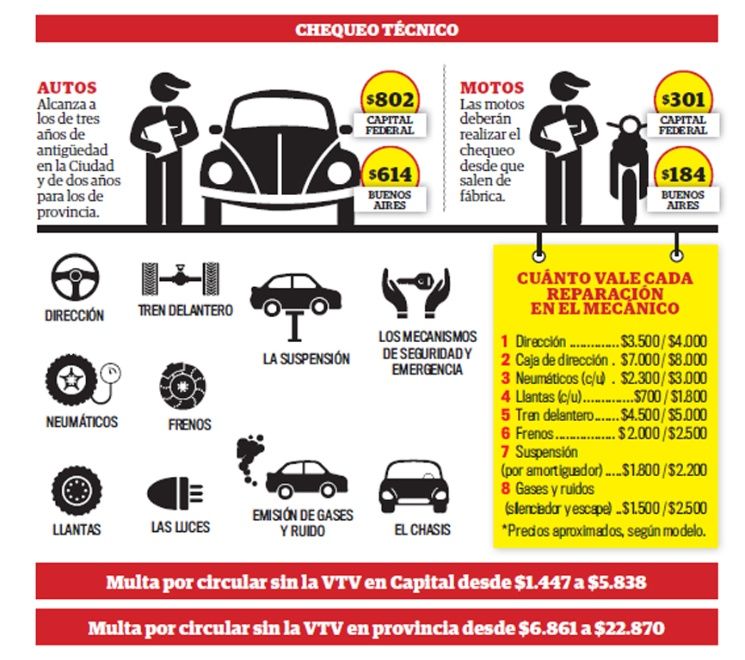 CHEQUEO TÉCNICO
AUTOS
Alcanza a
los de tres
años de
antigüedad
en la Ciudad
y de dos años
para los de
provincia.
$802
CAPITAL
FEDERAL
$614
BUENOS
AIRES
MOTOS
Las motos
deberán
realizar el
chequeo
desde que
salen de
fábrica.
$301
CAPITAL
FEDERAL
$184
BUENOS
AIRES
DIRECCIÓN
TREN DELANTERO
LA SUSPENSIÓN
LOS MECANISMOS
DE SEGURIDAD Y
EMERGENCIA
NEUMÁTICOS
FRENOS
LLANTAS
LAS LUCES
EMISIÓN DE GASES
Y RUIDO
EL CHASIS
CUÁNTO VALE CADA
REPARACIÓN
EN EL MECÁNICO
1 Dirección ..............$3.500 / $4.000
2 Caja de dirección . $7.000 / $8.000
3 Neumáticos (c/u) . $2.300 / $3.000
4 Llantas (c/u)..............$700 / $1.800
5 Tren delantero......$4.500 / $5.000
6 Frenos................. $2.000 / $2.500
7 Suspensión
(por amortiguador) .....$1.800 / $2.200
8 Gases y ruidos
(silenciador y escape) ..$1.500 / $2.500
*Precios aproximados, según modelo.
Multa por circular sin la VTV en Capital desde $1.447 a $5.838
Multa por circular sin la VTV en provincia desde $6.861 a $22.870